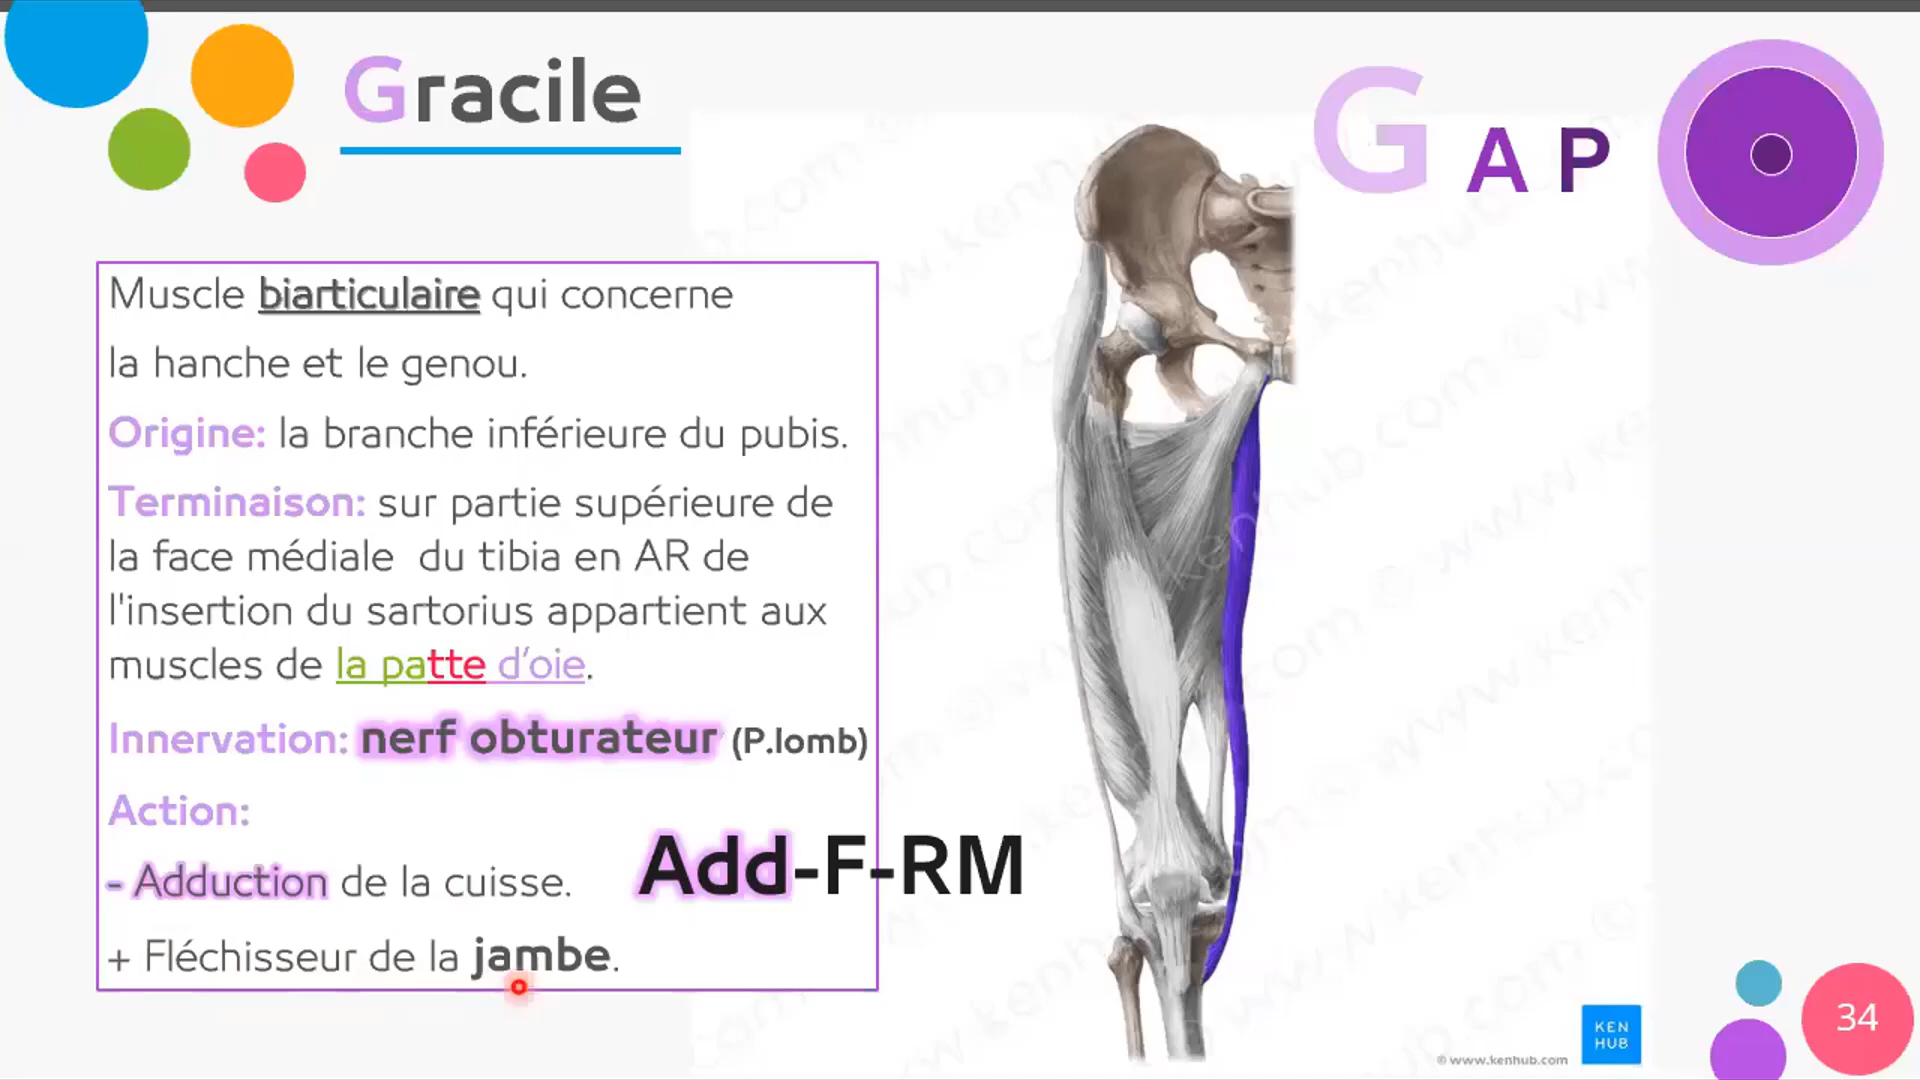 Gracile
G A P
Muscle biarticulaire qui concerne
la hanche et le genou.
Origine: la branche inférieure du pubis.
Terminaison: sur partie supérieure de
la face médiale du tibia en AR de
l'insertion du sartorius appartient aux
muscles de la patte d'oie.
Innervation: nerf obturateur (P.lomb)
Action:
- Adduction de la cuisse.
Add-F-RM
+ Fléchisseur de la jambe.
KEN
HUB
© www.kenhub.com
34